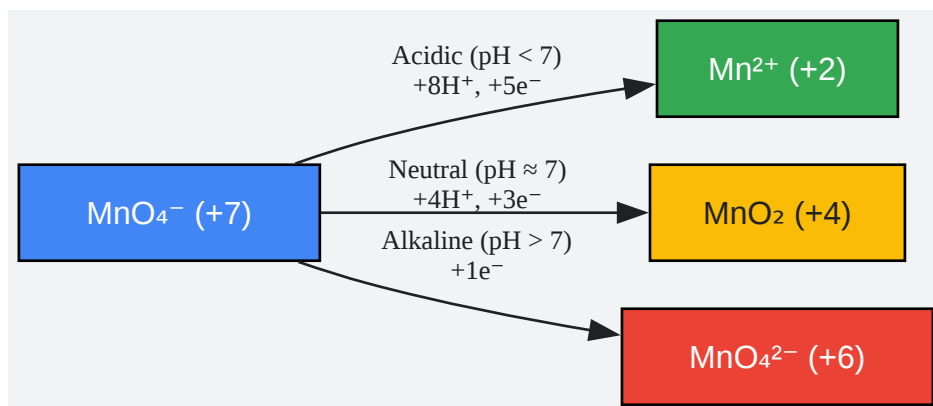 Acidic (pH < 7)
+8H⁺, +5e⁻
Mn²⁺ (+2)
MnO₄⁻ (+7)
Neutral (pH ≈ 7)
+4H⁺, +3e⁻
MnO₂ (+4)
Alkaline (pH > 7)
+1e⁻
MnO₄²⁻ (+6)